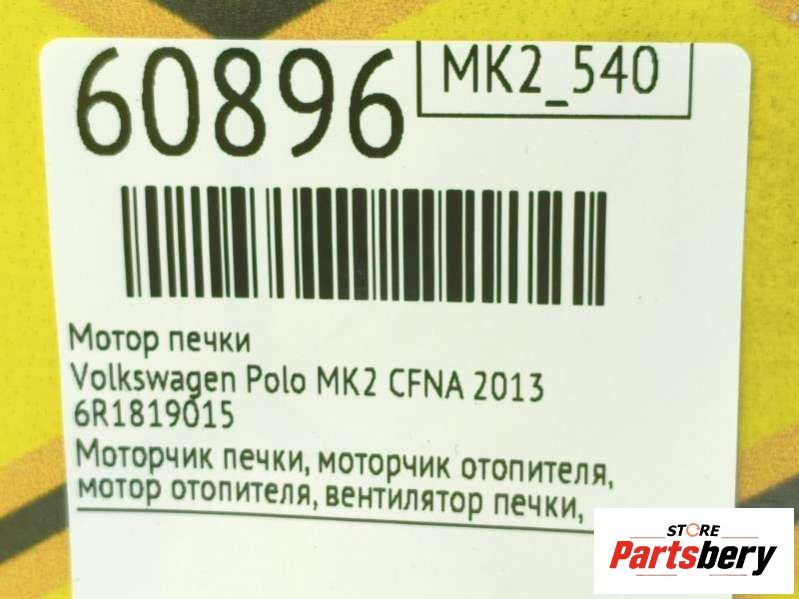 60896
MK2_540
Мотор печки
Volkswagen Polo MK2 CFNA 2013
6R1819015
Моторчик печки, моторчик отопителя,
мотор отопителя, вентилятор печки,
STORE
Partsbery